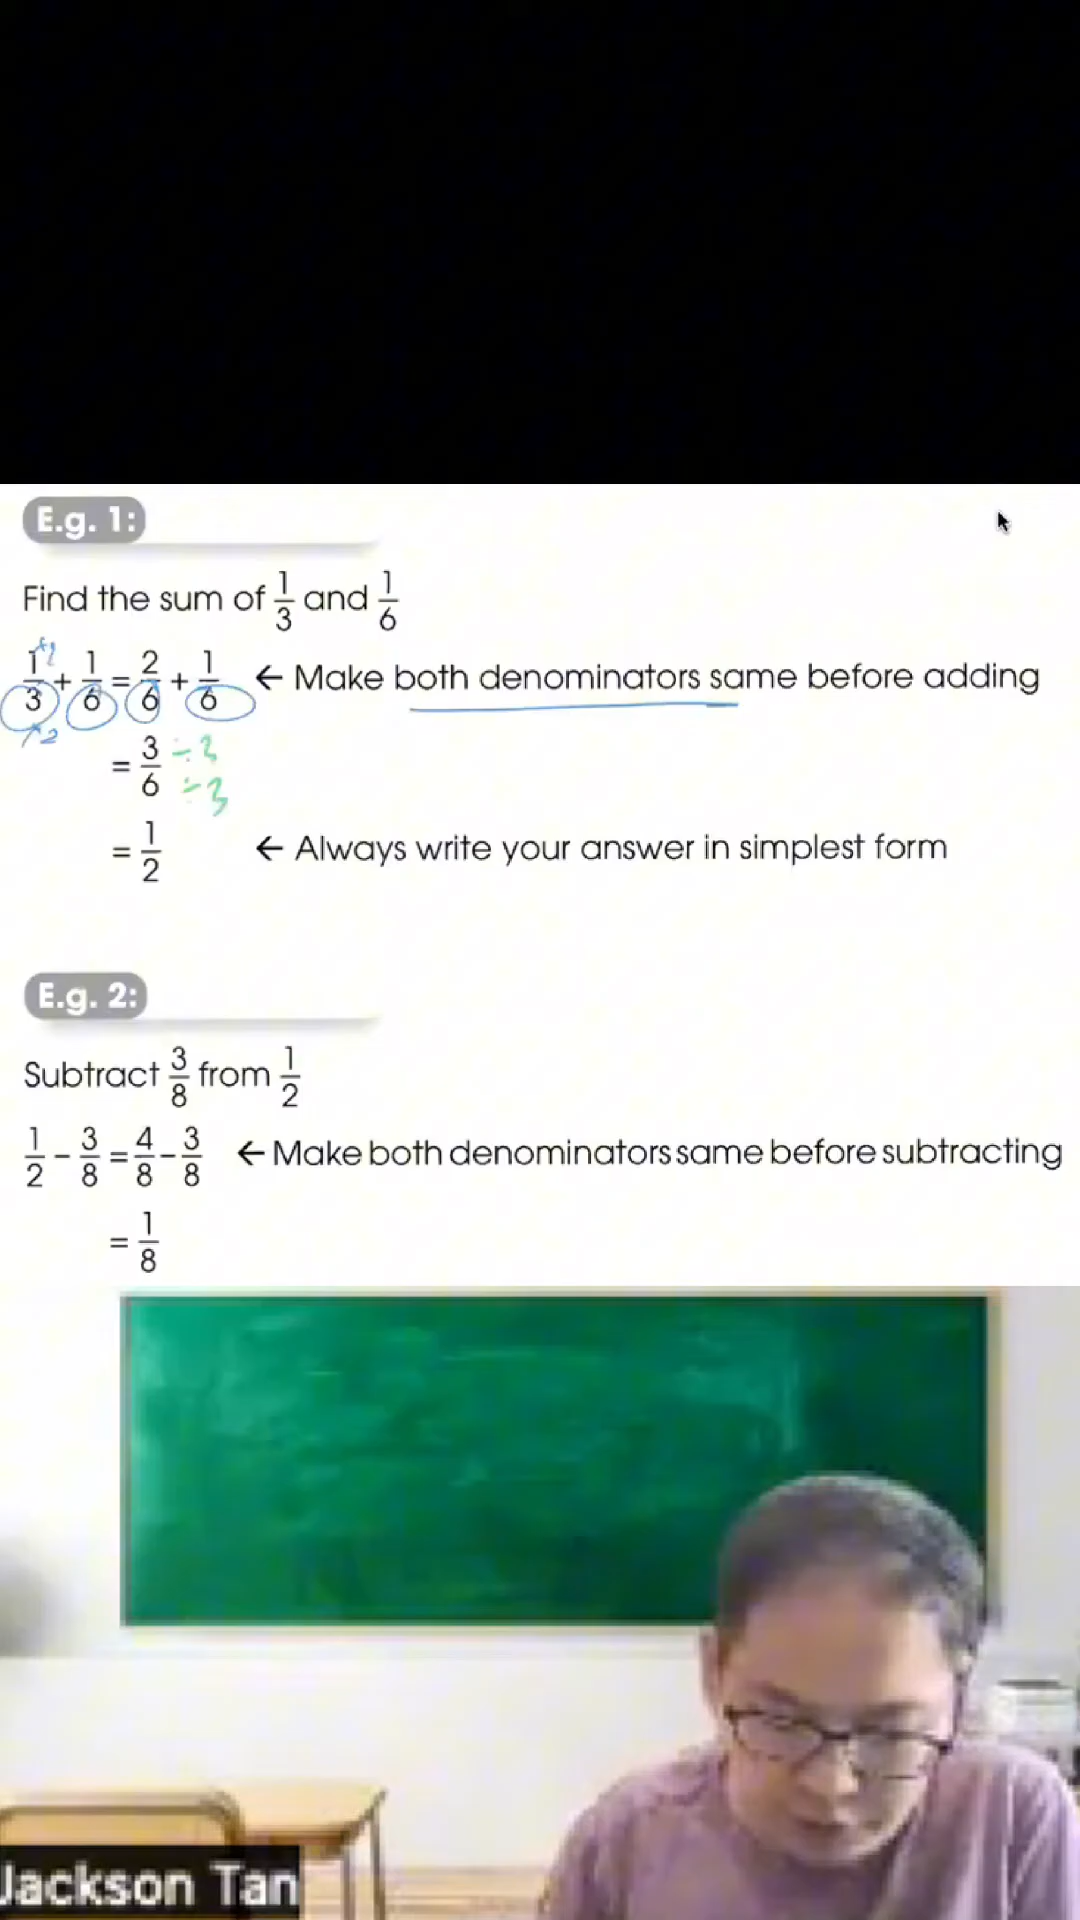 E.g. 1:
Find the sum of 1/3 and 1/6
1/3 + 1/6 = 2/6 + 1/6 ← Make both denominators same before adding
×2
= 3/6 ÷3 ÷3
= 1/2 ← Always write your answer in simplest form
E.g. 2:
Subtract 3/8 from 1/2
1/2 − 3/8 = 4/8 − 3/8 ← Make both denominators same before subtracting
= 1/8
Jackson Tan